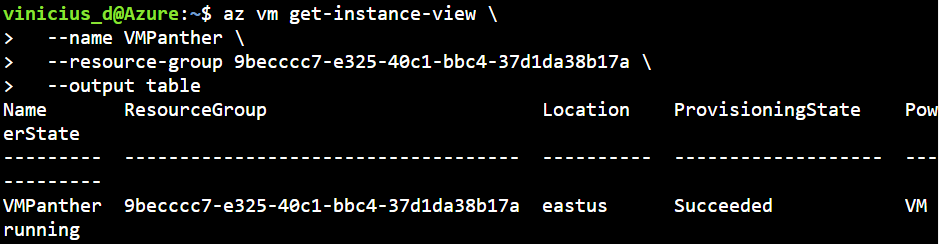 vinicius_d@Azure:~$ az vm get-instance-view \
>   --name VMPanther \
>   --resource-group 9becccc7-e325-40c1-bbc4-37d1da38b17a \
>   --output table
Name       ResourceGroup                         Location    ProvisioningState    Pow
erState
---------  ------------------------------------  ----------  -------------------  ---
---------
VMPanther  9becccc7-e325-40c1-bbc4-37d1da38b17a  eastus      Succeeded            VM
running